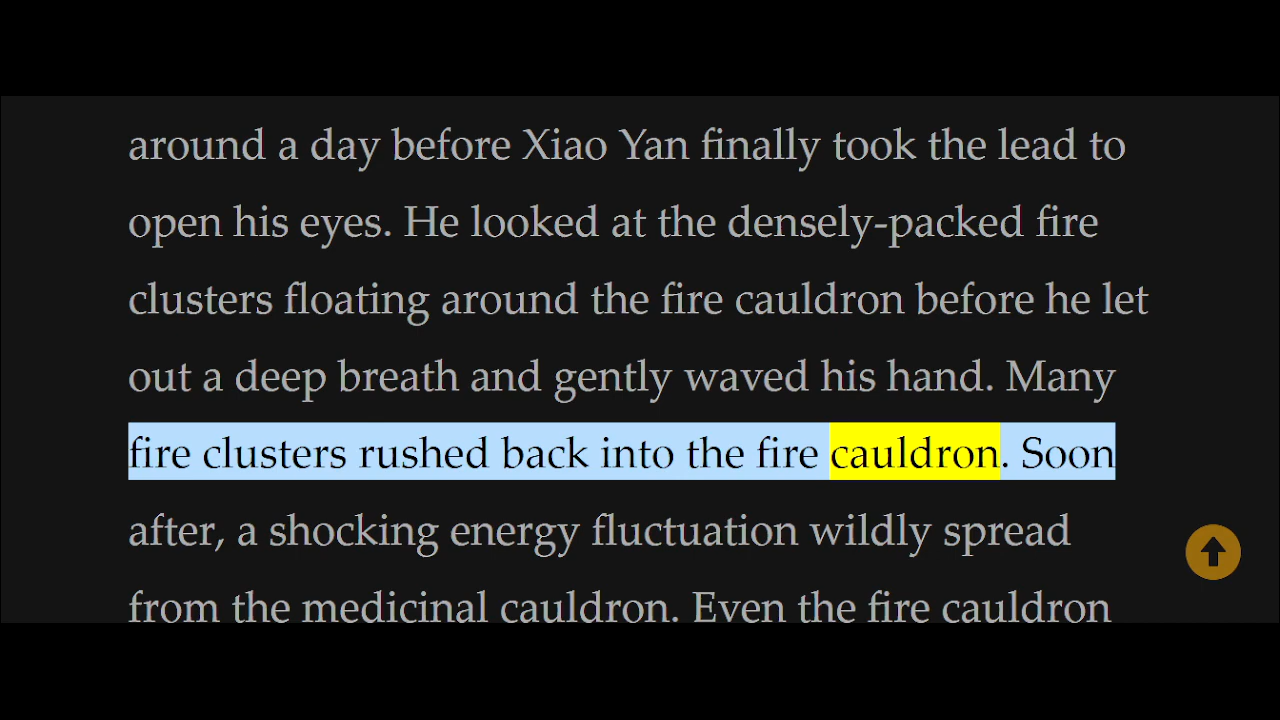 around a day before Xiao Yan finally took the lead to
open his eyes. He looked at the densely-packed fire
clusters floating around the fire cauldron before he let
out a deep breath and gently waved his hand. Many
fire clusters rushed back into the fire cauldron. Soon
after, a shocking energy fluctuation wildly spread
from the medicinal cauldron. Even the fire cauldron